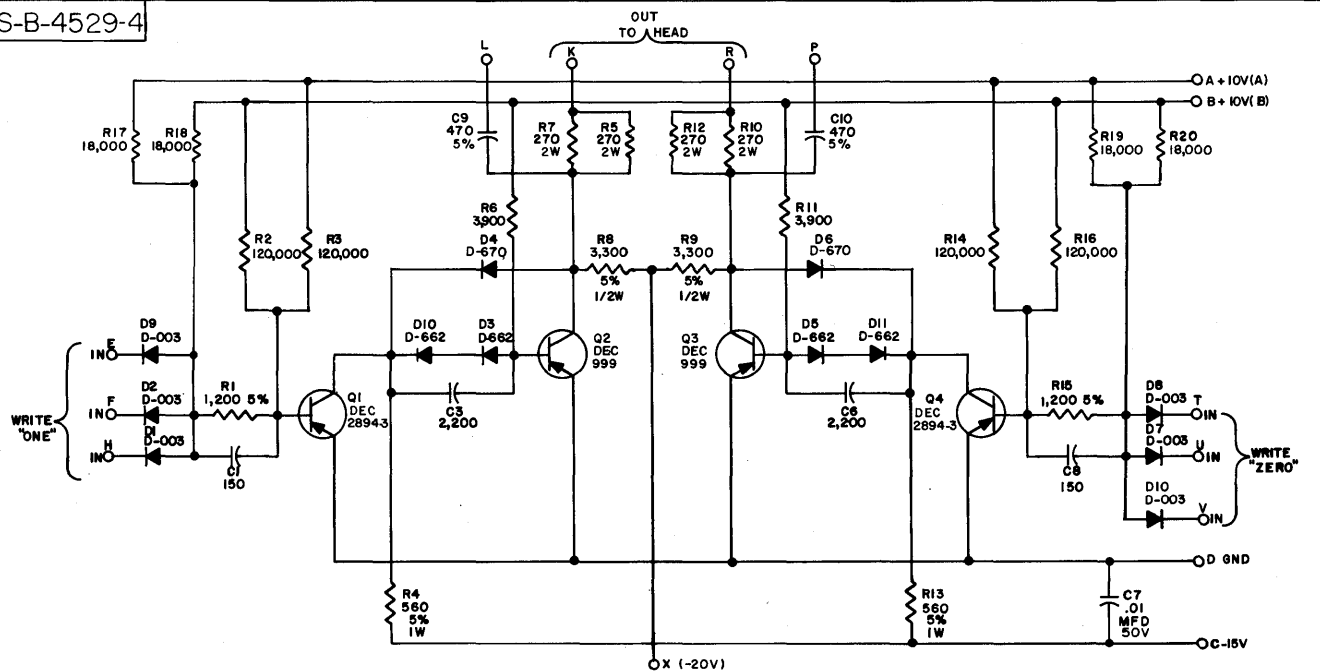 S-B-4529-4
OUT
TO HEAD
L
K
R
P
A +10V(A)
B +10V(B)
R17
18,000
R18
18,000
C9
470
5%
R7
270
2W
R5
270
2W
R12
270
2W
R10
270
2W
C10
470
5%
R19
18,000
R20
18,000
R2
120,000
R3
120,000
R6
3,900
R11
3,900
R14
120,000
R16
120,000
D4
D-670
R8
3,300
5%
1/2W
R9
3,300
5%
1/2W
D6
D-670
D9
D-003
E
IN
D2
D-003
F
IN
D1
D-003
H
IN
WRITE
"ONE"
R1
1,200 5%
C1
150
Q1
DEC
2894-3
D10
D-662
D3
D-662
C3
2,200
Q2
DEC
999
Q3
DEC
999
D5
D-662
D11
D-662
C6
2,200
Q4
DEC
2894-3
R15
1,200 5%
C8
150
D8
D-003
T
IN
D7
D-003
U
IN
D10
D-003
V
IN
WRITE
"ZERO"
D GND
R4
560
5%
1W
R13
560
5%
1W
C7
.01
MFD
50V
C-15V
X (-20V)